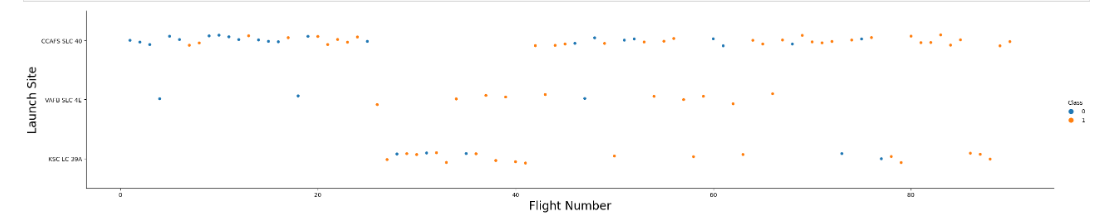 CCAFS SLC 40
VAFB SLC 4E
KSC LC 39A
Launch Site
0 20 40 60 80
Flight Number
Class
0
1